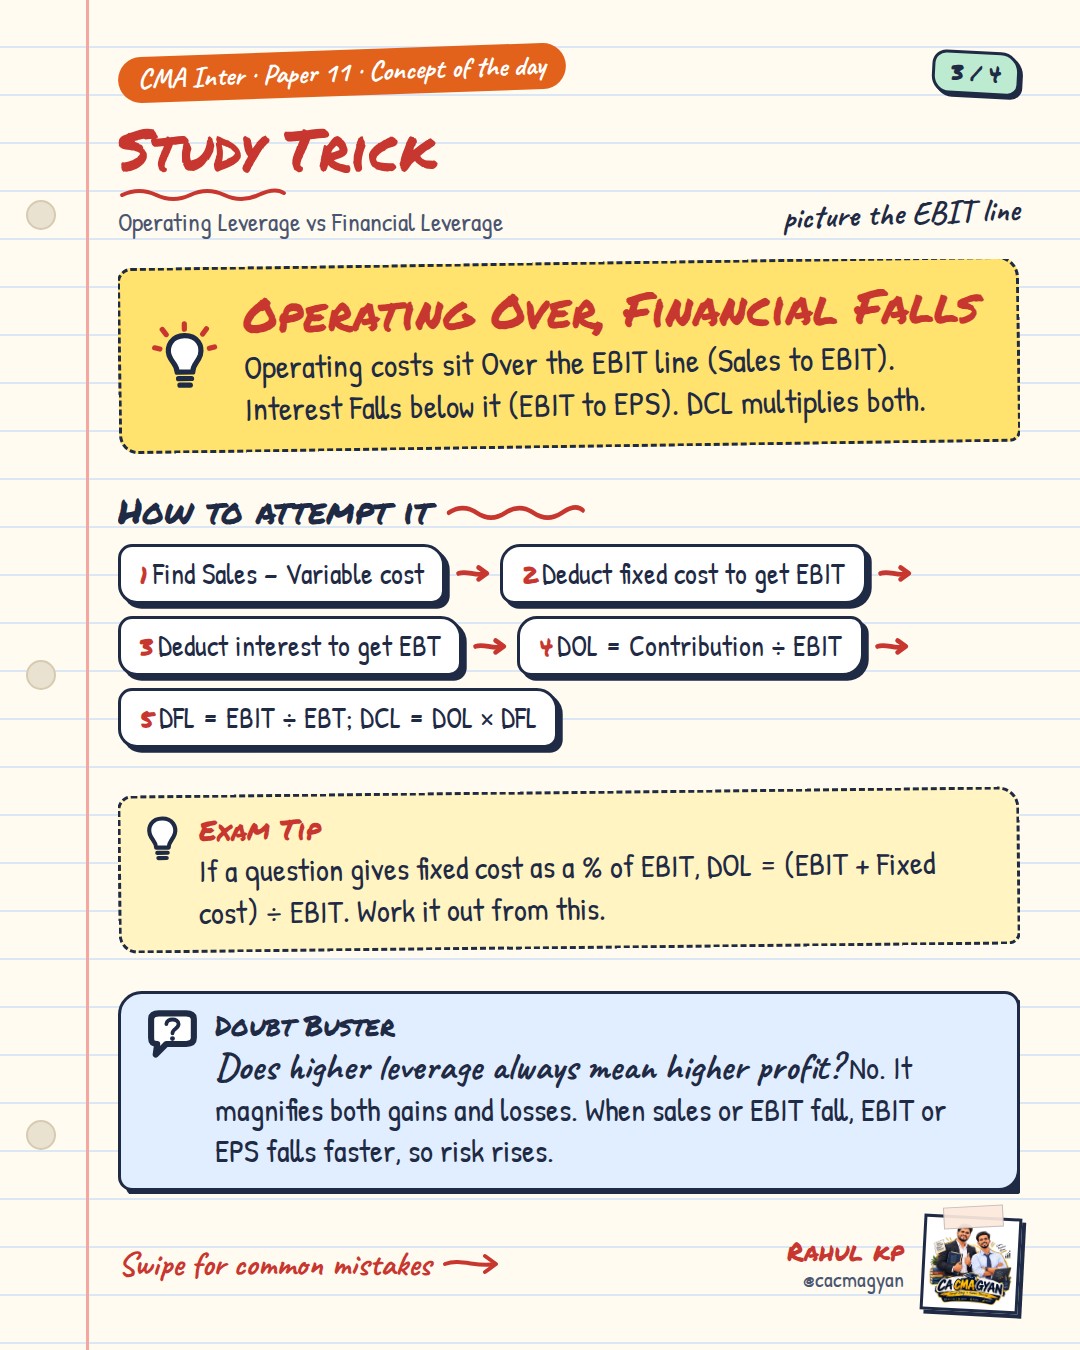 CMA Inter · Paper 11 · Concept of the day
3 / 4
Study Trick
Operating Leverage vs Financial Leverage
picture the EBIT line
Operating Over, Financial Falls
Operating costs sit Over the EBIT line (Sales to EBIT).
Interest Falls below it (EBIT to EPS). DCL multiplies both.
How to attempt it
1 Find Sales – Variable cost → 2 Deduct fixed cost to get EBIT →
3 Deduct interest to get EBT → 4 DOL = Contribution ÷ EBIT →
5 DFL = EBIT ÷ EBT; DCL = DOL × DFL
Exam Tip
If a question gives fixed cost as a % of EBIT, DOL = (EBIT + Fixed
cost) ÷ EBIT. Work it out from this.
Doubt Buster
Does higher leverage always mean higher profit? No. It
magnifies both gains and losses. When sales or EBIT fall, EBIT or
EPS falls faster, so risk rises.
Swipe for common mistakes →
Rahul KP
@cacmagyan
CA CMA GYAN